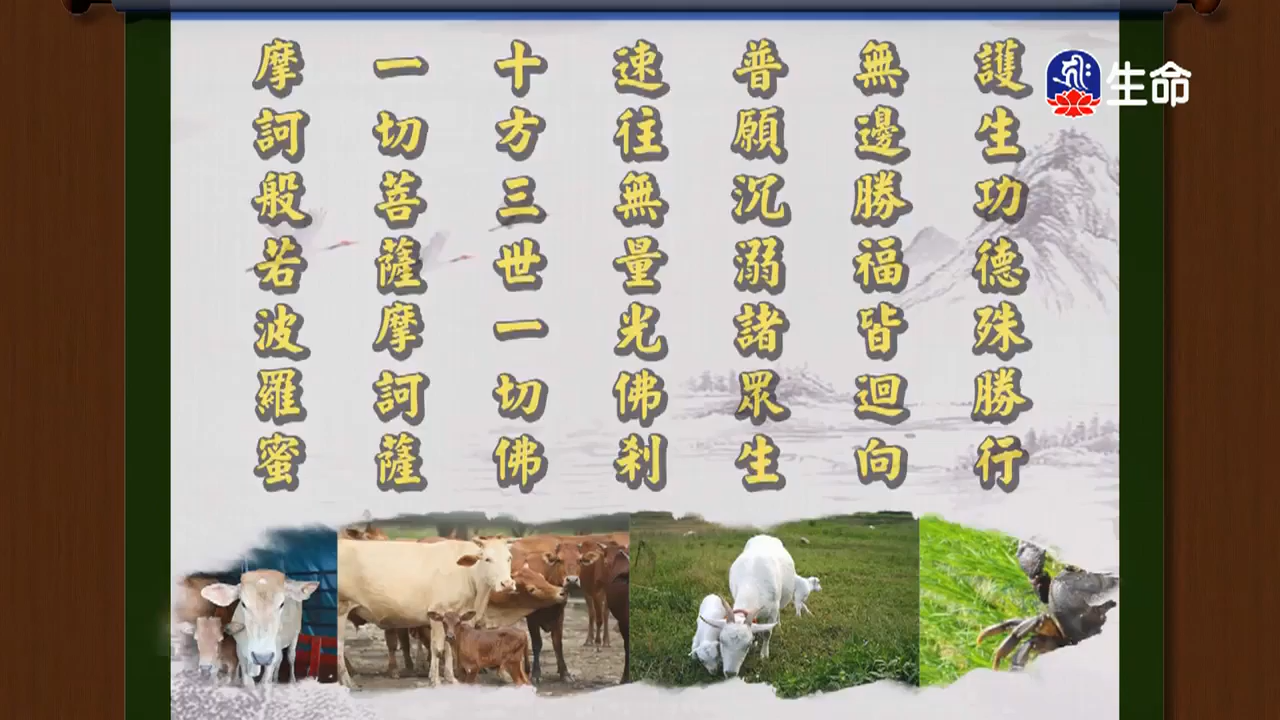 護生功德殊勝行
無邊勝福皆迴向
普願沉溺諸眾生
速往無量光佛剎
十方三世一切佛
一切菩薩摩訶薩
摩訶般若波羅蜜
生命